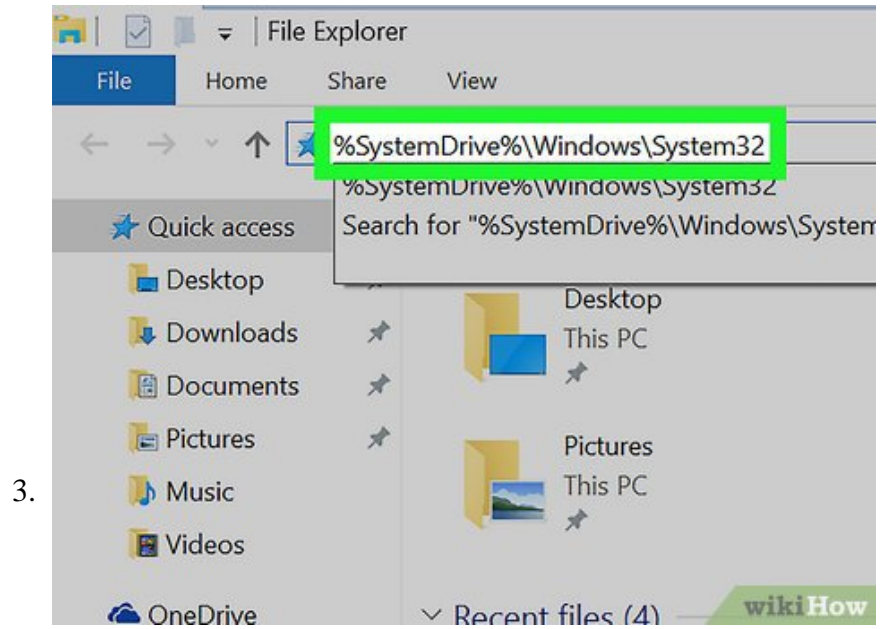 File Explorer
File Home Share View
%SystemDrive%\Windows\System32
%SystemDrive%\Windows\System32
Quick access
Search for "%SystemDrive%\Windows\System
Desktop
Downloads
Documents
Pictures
Music
Videos
OneDrive
Desktop
This PC
Pictures
This PC
Recent files (4)
3.
wikiHow